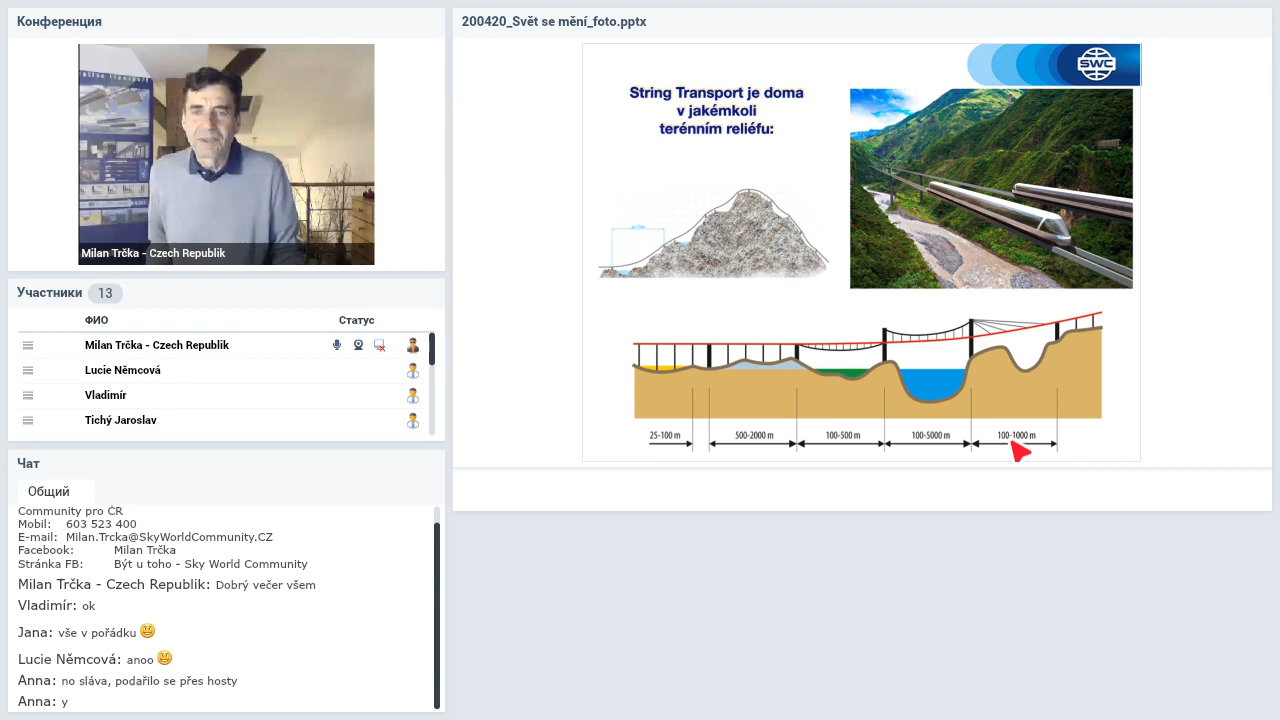 Конференция
Milan Trčka - Czech Republik
Участники 13
ФИО Статус
Milan Trčka - Czech Republik
Lucie Němcová
Vladimír
Tichý Jaroslav
Чат
Общий
Community pro ČR
Mobil: 603 523 400
E-mail: Milan.Trcka@SkyWorldCommunity.CZ
Facebook: Milan Trčka
Stránka FB: Být u toho - Sky World Community
Milan Trčka - Czech Republik: Dobrý večer všem
Vladimír: ok
Jana: vše v pořádku
Lucie Němcová: anoo
Anna: no sláva, podařilo se přes hosty
Anna: y
200420_Svět se mění_foto.pptx
SWC
String Transport je doma
v jakémkoli
terénním reliéfu:
25-100 m 500-2000 m 100-500 m 100-5000 m 100-1000 m